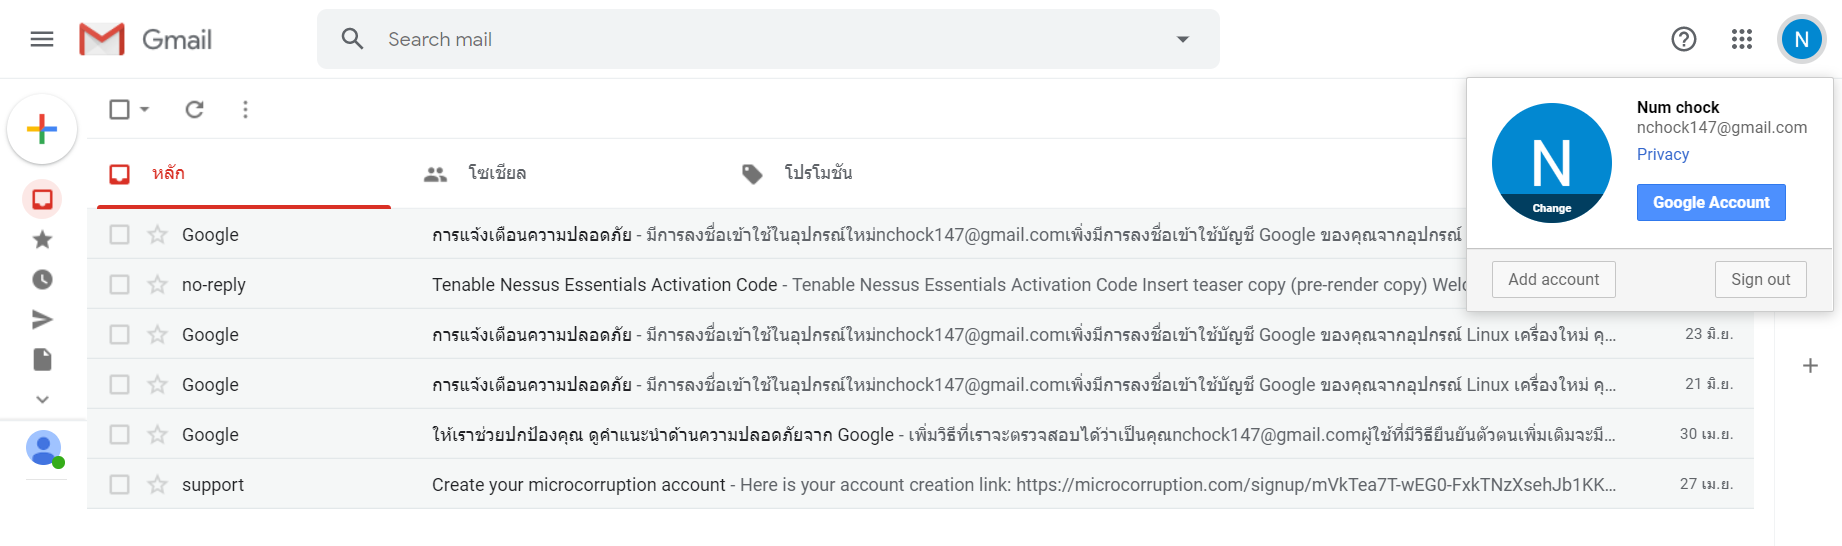 Gmail
Search mail
N
Num chock
nchock147@gmail.com
Privacy
N
Change
Google Account
Add account
Sign out
หลัก
โซเชียล
โปรโมชัน
Google การแจ้งเตือนความปลอดภัย - มีการลงชื่อเข้าใช้ในอุปกรณ์ใหม่nchock147@gmail.comเพิ่งมีการลงชื่อเข้าใช้บัญชี Google ของคุณจากอุปกรณ์
no-reply Tenable Nessus Essentials Activation Code - Tenable Nessus Essentials Activation Code Insert teaser copy (pre-render copy)
Google การแจ้งเตือนความปลอดภัย - มีการลงชื่อเข้าใช้ในอุปกรณ์ใหม่nchock147@gmail.comเพิ่งมีการลงชื่อเข้าใช้บัญชี Google ของคุณจากอุปกรณ์ Linux เครื่องใหม่ คุ... 23 มิ.ย.
Google การแจ้งเตือนความปลอดภัย - มีการลงชื่อเข้าใช้ในอุปกรณ์ใหม่nchock147@gmail.comเพิ่งมีการลงชื่อเข้าใช้บัญชี Google ของคุณจากอุปกรณ์ Linux เครื่องใหม่ คุ... 21 มิ.ย.
Google ให้เราช่วยปกป้องคุณ ดูคำแนะนำด้านความปลอดภัยจาก Google - เพิ่มวิธีที่เราจะตรวจสอบได้ว่าเป็นคุณnchock147@gmail.comผู้ใช้ที่มีวิธียืนยันตัวตนเพิ่มเติมจะมี... 30 เม.ย.
support Create your microcorruption account - Here is your account creation link: https://microcorruption.com/signup/mVkTea7T-wEG0-FxkTNzXsehJb1KK... 27 เม.ย.